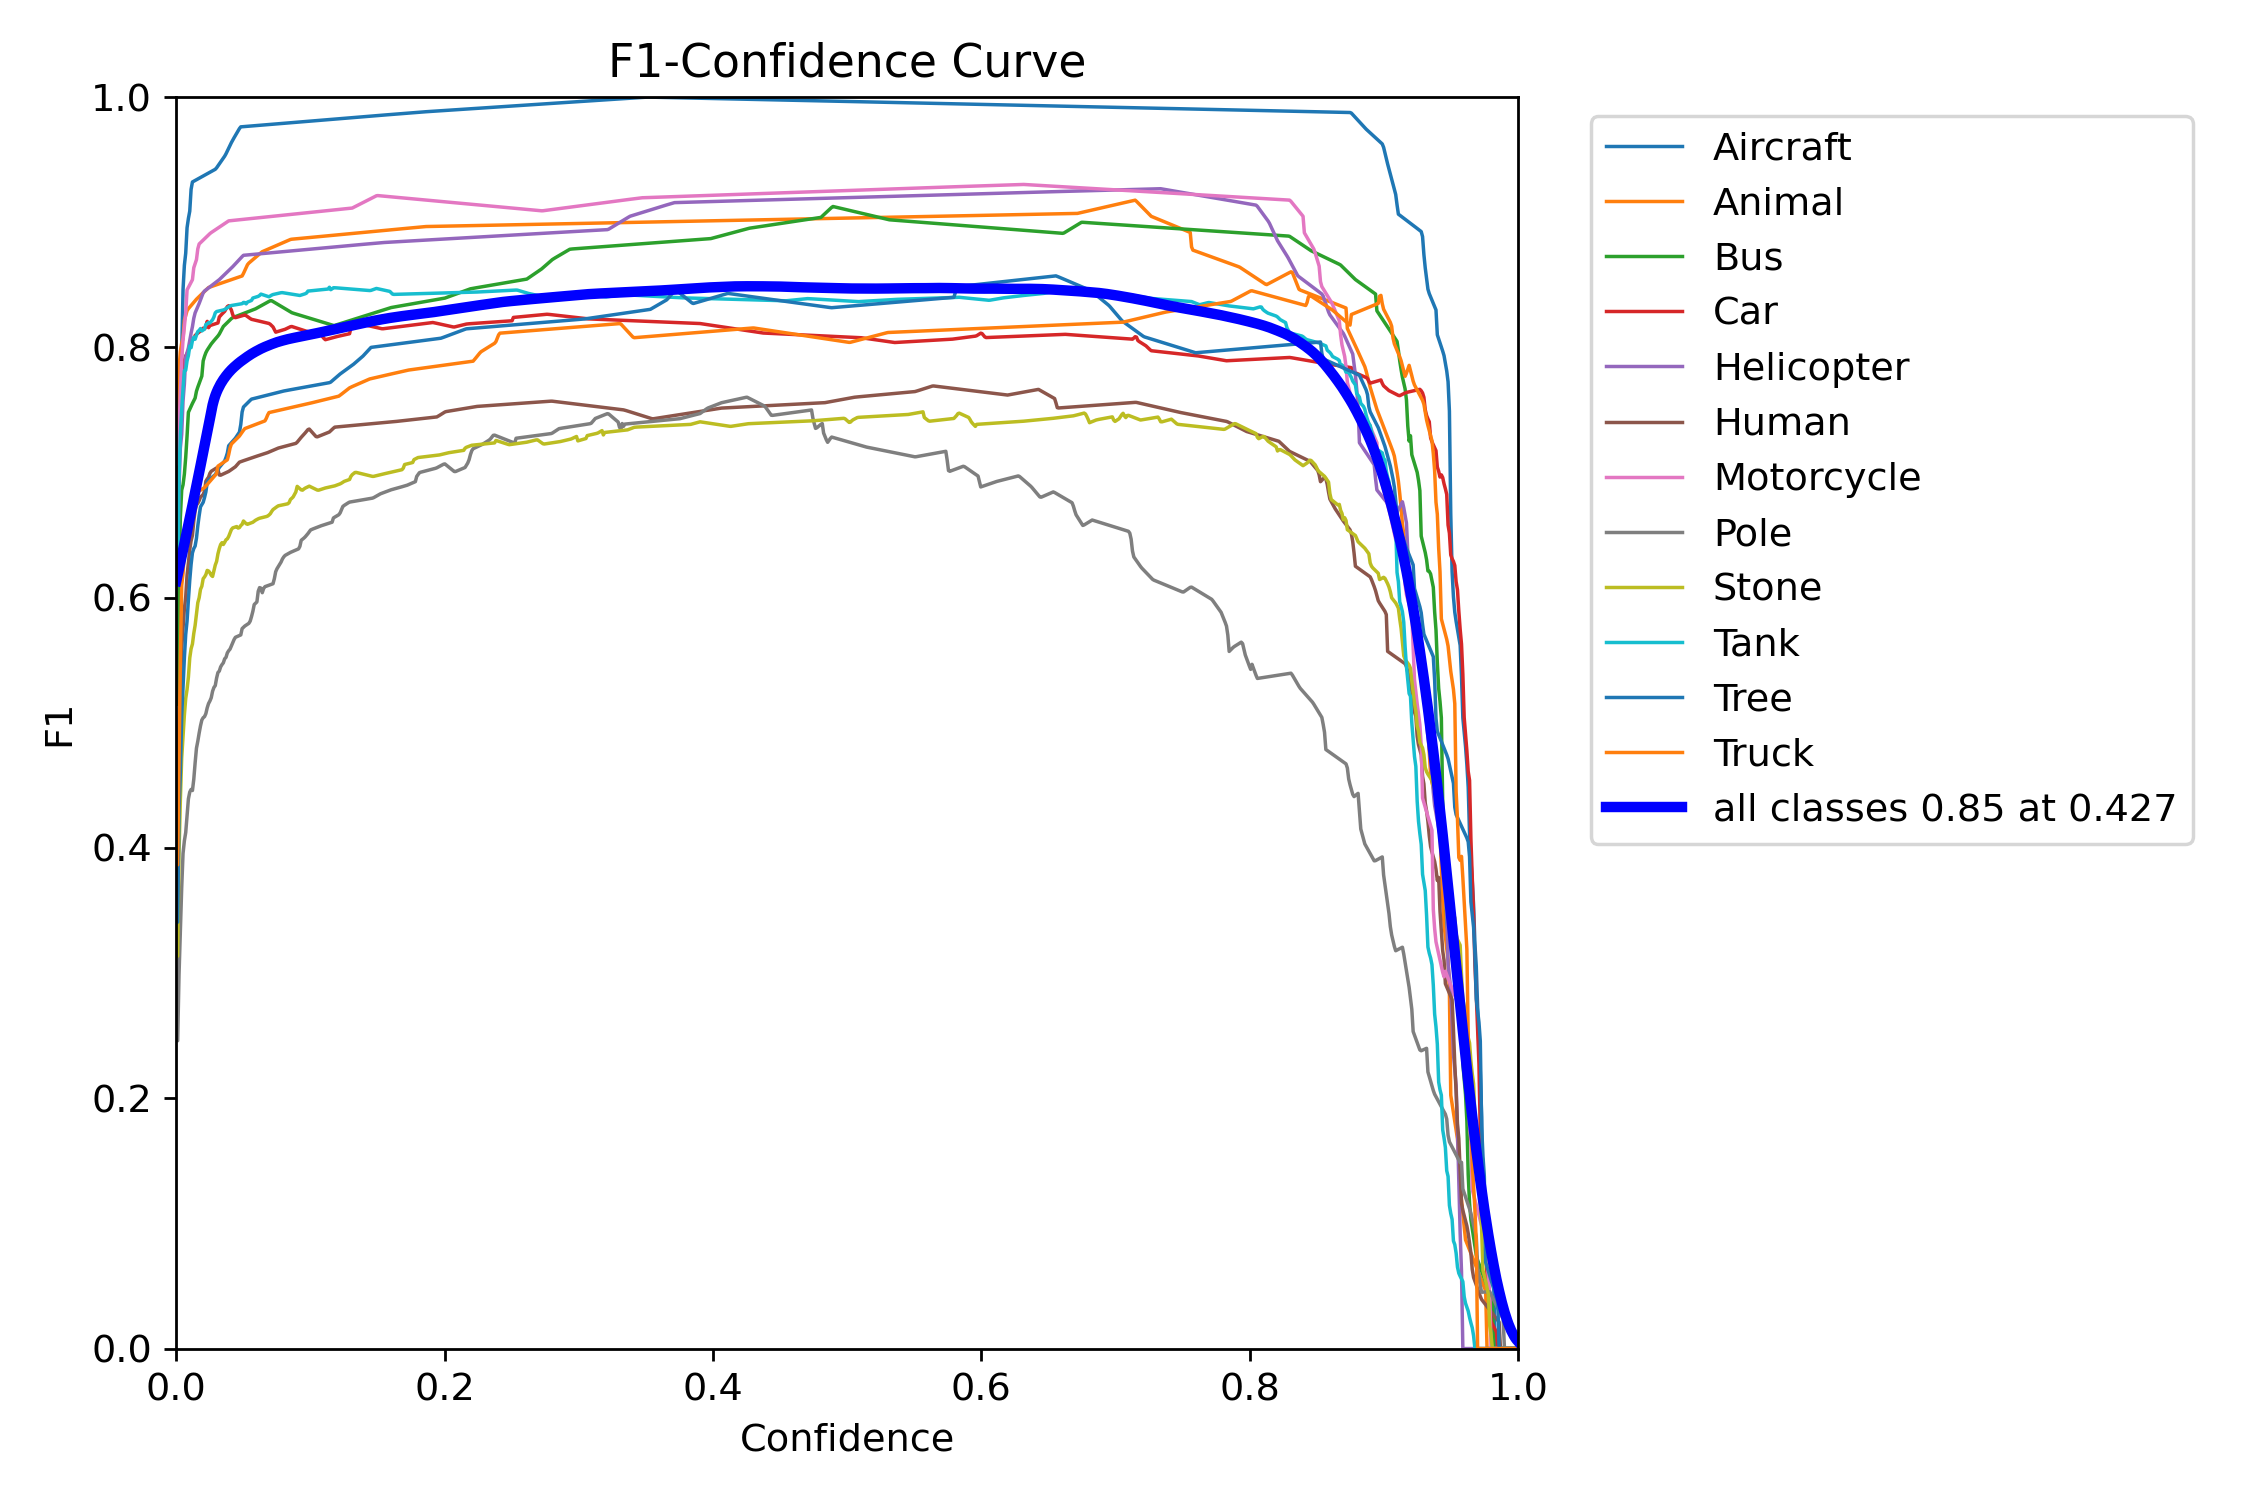 F1-Confidence Curve
1.0
0.8
0.6
0.4
0.2
0.0
F1
0.0 0.2 0.4 0.6 0.8 1.0
Confidence
Aircraft
Animal
Bus
Car
Helicopter
Human
Motorcycle
Pole
Stone
Tank
Tree
Truck
all classes 0.85 at 0.427